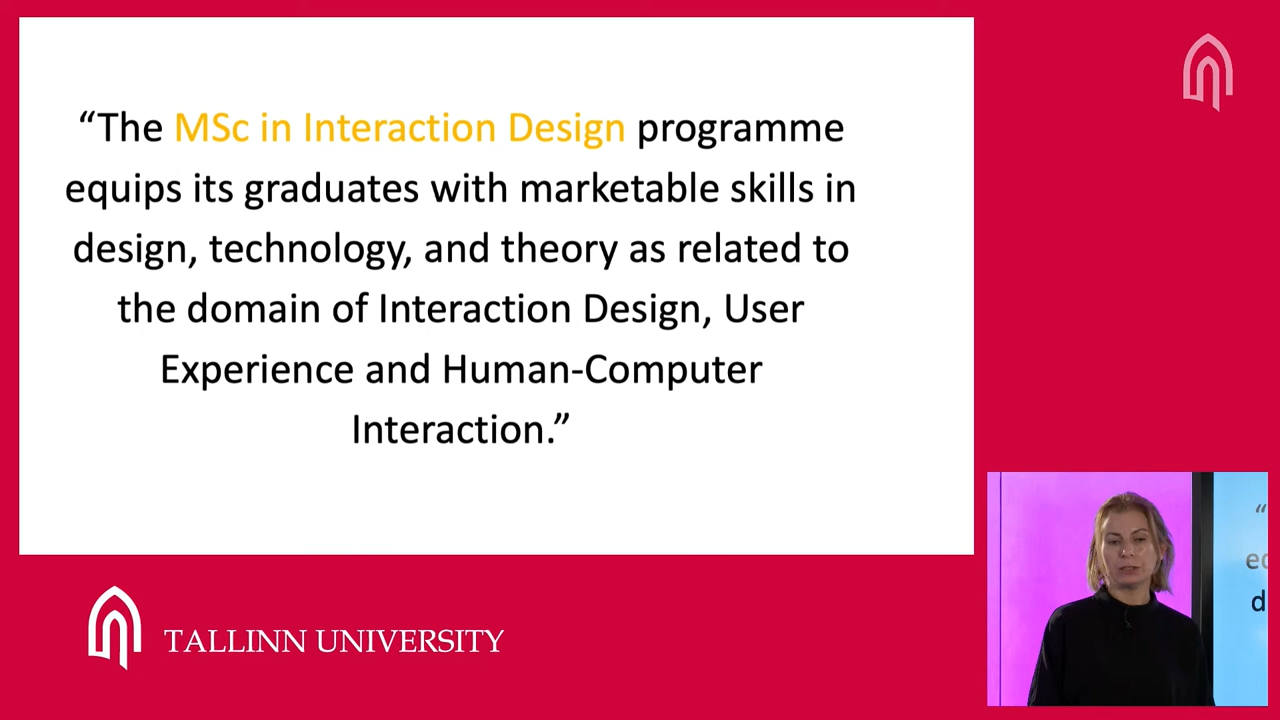 “The MSc in Interaction Design programme
equips its graduates with marketable skills in
design, technology, and theory as related to
the domain of Interaction Design, User
Experience and Human-Computer
Interaction.”
TALLINN UNIVERSITY
“
ec
d